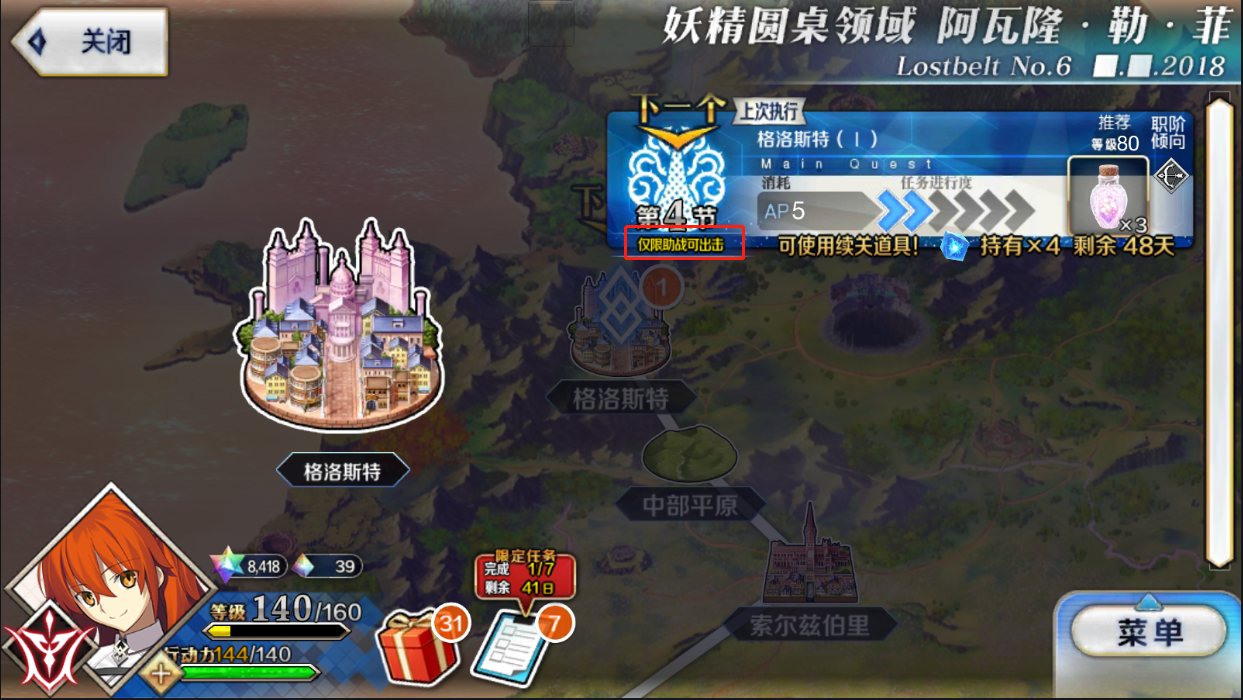 关闭
妖精圆桌领域 阿瓦隆·勒·菲
Lostbelt No.6 ■.■.2018
下一个
上次执行
格洛斯特(Ⅰ)
推荐
等级80
职阶
倾向
Main Quest
消耗
任务进行度
AP5
×3
第4节
仅限助战可出击
可使用续关道具! 持有×4 剩余 48天
1
格洛斯特
中部平原
索尔兹伯里
格洛斯特
8,418
39
限定任务
完成 1/7
剩余 41日
等级 140/160
31
7
行动力144/140
菜单